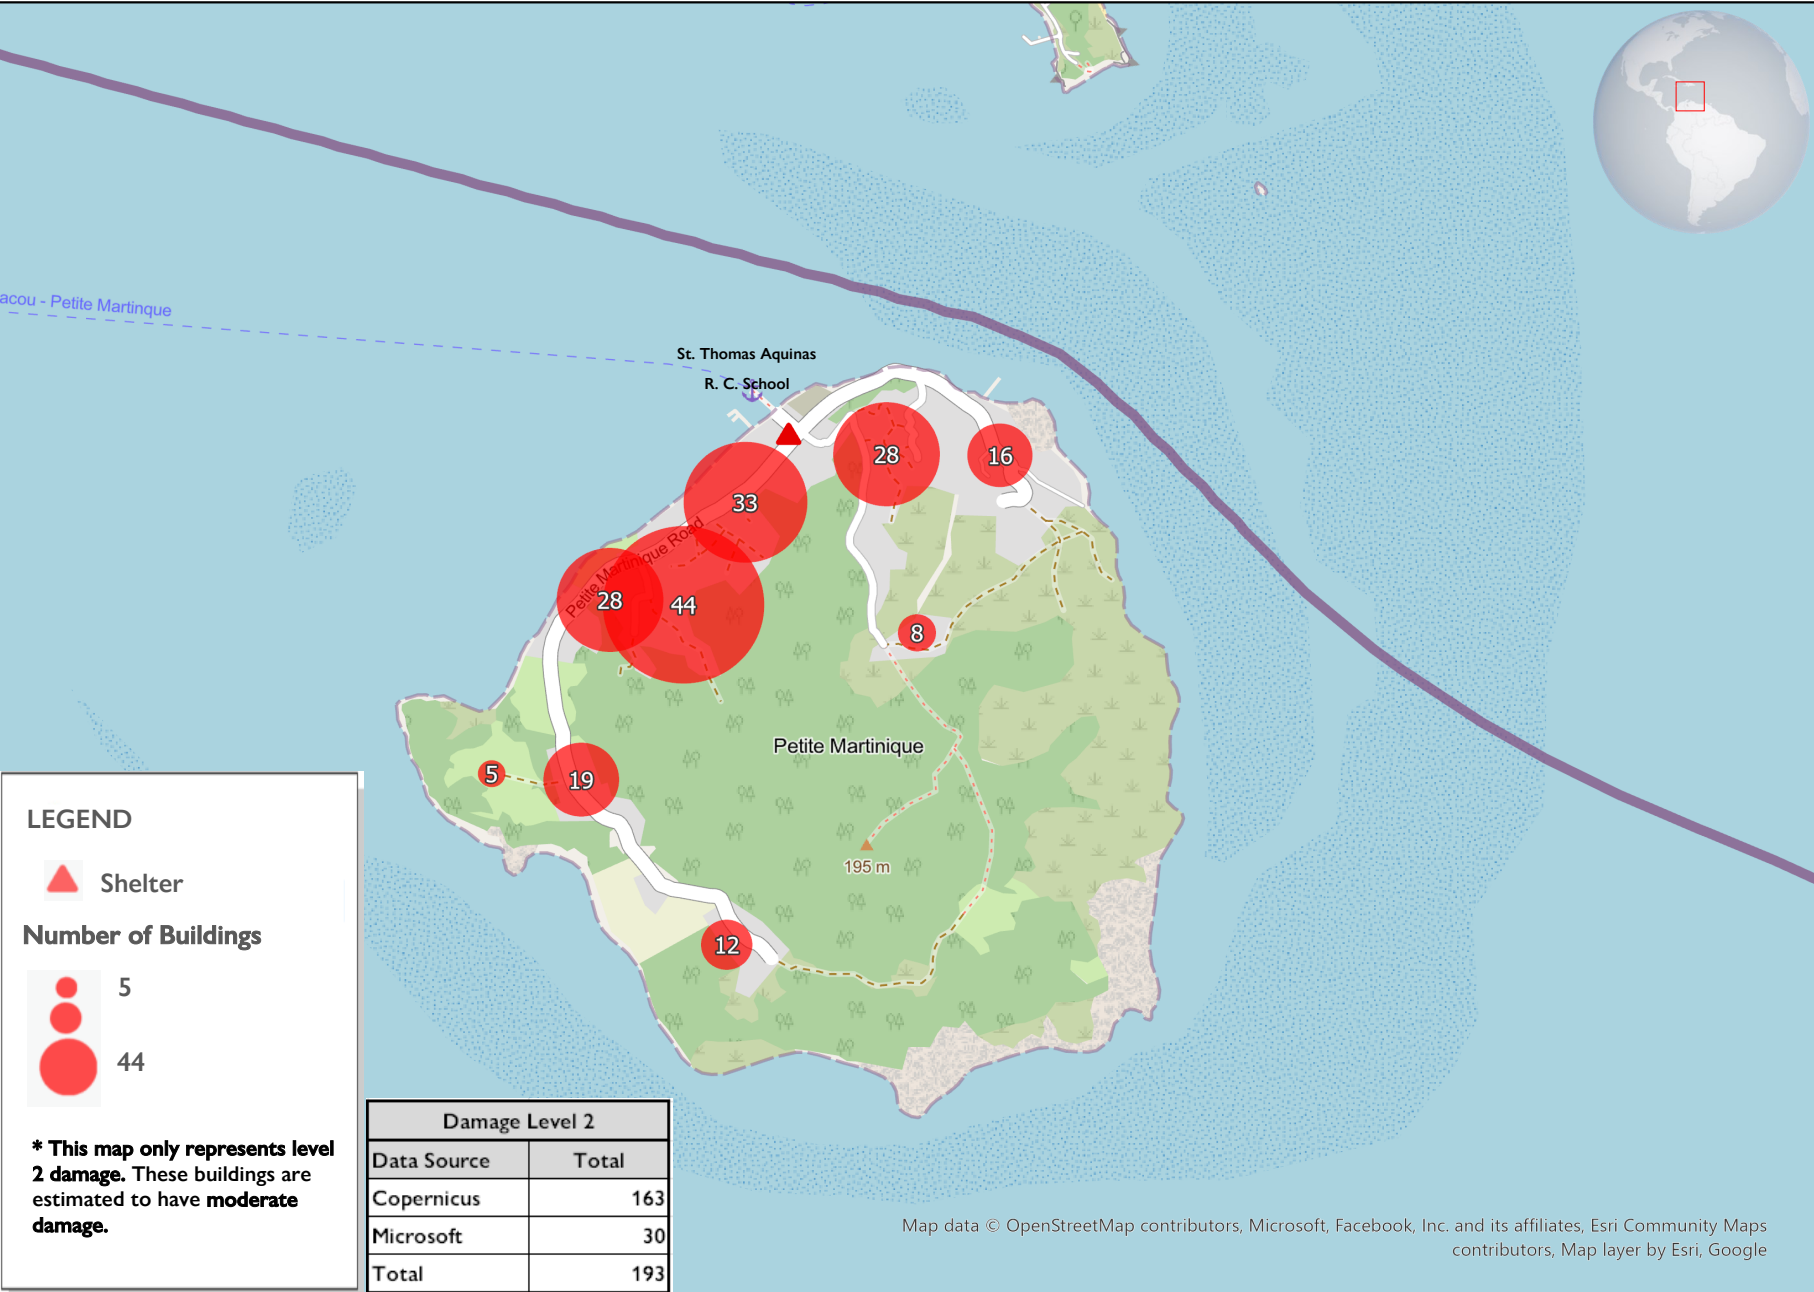 acou - Petite Martinque
St. Thomas Aquinas
R. C. School
28
16
33
Petite Martinique Road
28
44
8
Petite Martinique
5
19
195 m
12
LEGEND
Shelter
Number of Buildings
5
44
* This map only represents level
2 damage. These buildings are
estimated to have moderate
damage.
Damage Level 2
Data Source Total
Copernicus 163
Microsoft 30
Total 193
Map data © OpenStreetMap contributors, Microsoft, Facebook, Inc. and its affiliates, Esri Community Maps
contributors, Map layer by Esri, Google